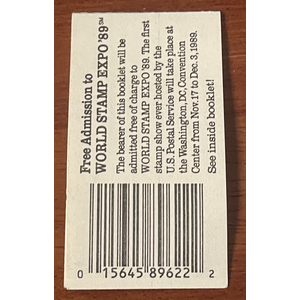 Free Admission to
WORLD STAMP EXPO '89℠
The bearer of this booklet will be
admitted free of charge to
WORLD STAMP EXPO '89. The first
stamp show ever hosted by the
U.S. Postal Service will take place at
the Washington, DC, Convention
Center from Nov. 17 to Dec. 3, 1989.
See inside booklet!
0 15645 89622 2